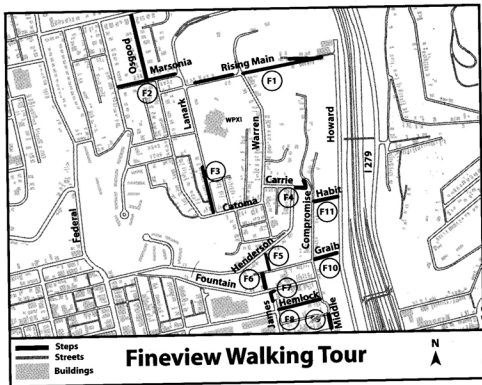 Osgood
Marsonia
Rising Main
F1
F2
Lanark
WPXI
Warren
Howard
I 279
F3
Carrie
F4
Habit
F11
Catoma
Compromise
Federal
Henderson
F5
Graib
F10
Fountain
F6
F7
Hemlock
James
F8
Middle
Steps
Streets
Buildings
Fineview Walking Tour
N